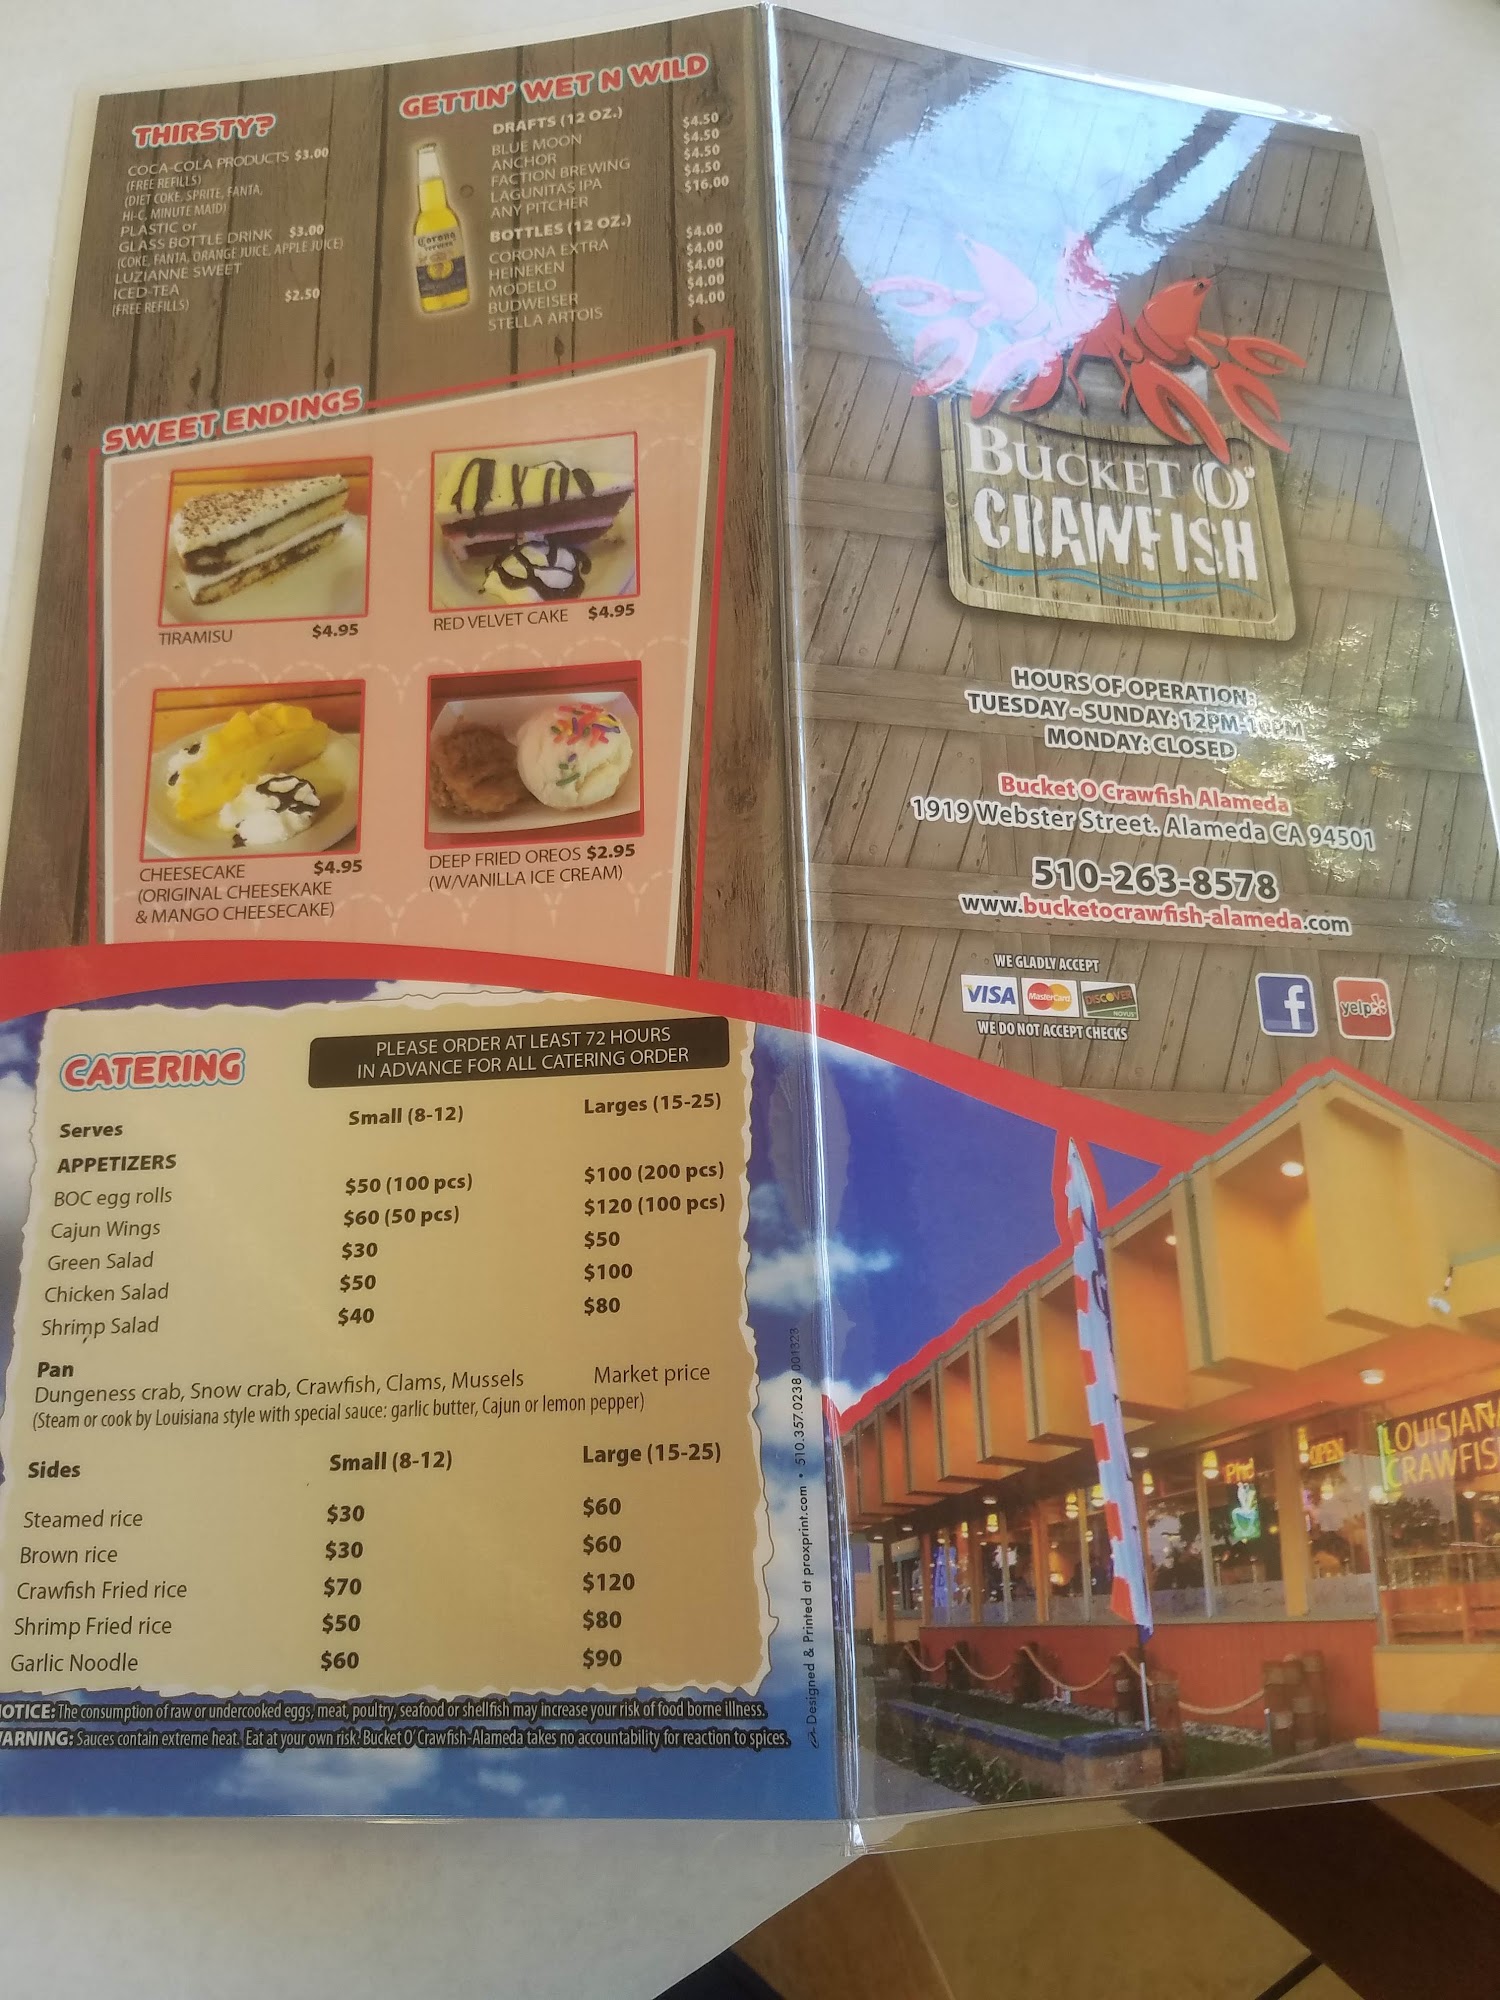 THIRSTY?
COCA-COLA PRODUCTS $3.00
(FREE REFILLS)
(DIET COKE, SPRITE, FANTA,
HI-C, MINUTE MAID)
PLASTIC or
GLASS BOTTLE DRINK $3.00
(COKE, FANTA, ORANGE JUICE, APPLE JUICE)
LUZIANNE SWEET
ICED-TEA $2.50
(FREE REFILLS)
GETTIN' WET N WILD
DRAFTS (12 OZ.)
BLUE MOON $4.50
ANCHOR $4.50
FACTION BREWING $4.50
LAGUNITAS IPA $4.50
ANY PITCHER $16.00
BOTTLES (12 OZ.)
CORONA EXTRA $4.00
HEINEKEN $4.00
MODELO $4.00
BUDWEISER $4.00
STELLA ARTOIS $4.00
Corona
SWEET ENDINGS
TIRAMISU $4.95
RED VELVET CAKE $4.95
CHEESECAKE $4.95
(ORIGINAL CHEESEKAKE
& MANGO CHEESECAKE)
DEEP FRIED OREOS $2.95
(W/VANILLA ICE CREAM)
CATERING
PLEASE ORDER AT LEAST 72 HOURS
IN ADVANCE FOR ALL CATERING ORDER
Serves Small (8-12) Larges (15-25)
APPETIZERS
BOC egg rolls $50 (100 pcs) $100 (200 pcs)
Cajun Wings $60 (50 pcs) $120 (100 pcs)
Green Salad $30 $50
Chicken Salad $50 $100
Shrimp Salad $40 $80
Pan
Dungeness crab, Snow crab, Crawfish, Clams, Mussels Market price
(Steam or cook by Louisiana style with special sauce: garlic butter, Cajun or lemon pepper)
Sides Small (8-12) Large (15-25)
Steamed rice $30 $60
Brown rice $30 $60
Crawfish Fried rice $70 $120
Shrimp Fried rice $50 $80
Garlic Noodle $60 $90
OTICE: The consumption of raw or undercooked eggs, meat, poultry, seafood or shellfish may increase your risk of food borne illness.
ARNING: Sauces contain extreme heat. Eat at your own risk. Bucket O' Crawfish-Alameda takes no accountability for reaction to spices.
Designed & Printed at proxprint.com • 510.357.0238 001323
BUCKET O'
CRAWFISH
HOURS OF OPERATION:
TUESDAY - SUNDAY: 12PM-10PM
MONDAY: CLOSED
Bucket O Crawfish Alameda
1919 Webster Street. Alameda CA 94501
510-263-8578
www.bucketocrawfish-alameda.com
WE GLADLY ACCEPT
VISA MasterCard DISCOVER
NOVUS
WE DO NOT ACCEPT CHECKS
f
yelp
Pho
OPEN
LOUISIANA
CRAWFIS